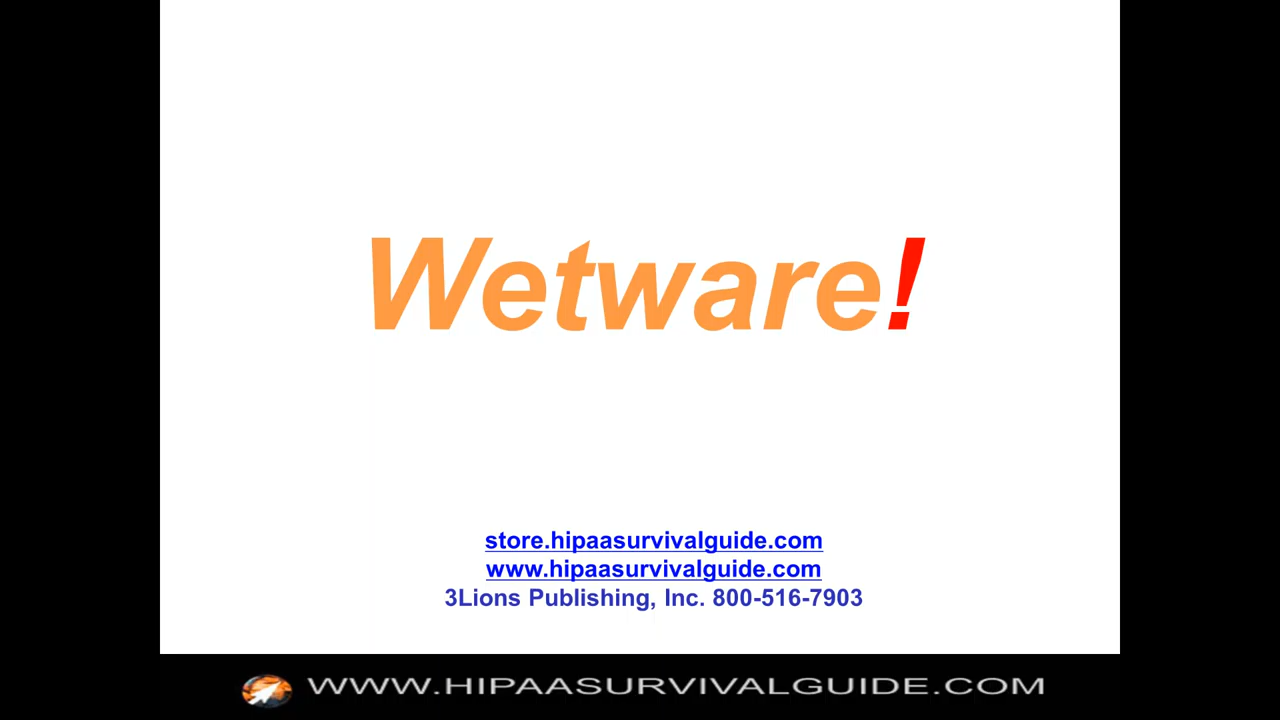 Wetware!
store.hipaasurvivalguide.com
www.hipaasurvivalguide.com
3Lions Publishing, Inc. 800-516-7903
WWW.HIPAASURVIVALGUIDE.COM